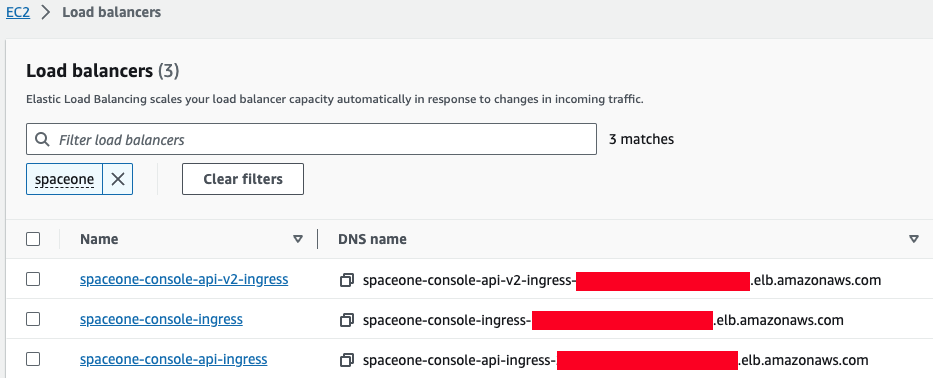 EC2 > Load balancers
Load balancers (3)
Elastic Load Balancing scales your load balancer capacity automatically in response to changes in incoming traffic.
Filter load balancers 3 matches
spaceone Clear filters
Name DNS name
spaceone-console-api-v2-ingress spaceone-console-api-v2-ingress- .elb.amazonaws.com
spaceone-console-ingress spaceone-console-ingress- .elb.amazonaws.com
spaceone-console-api-ingress spaceone-console-api-ingress- .elb.amazonaws.com